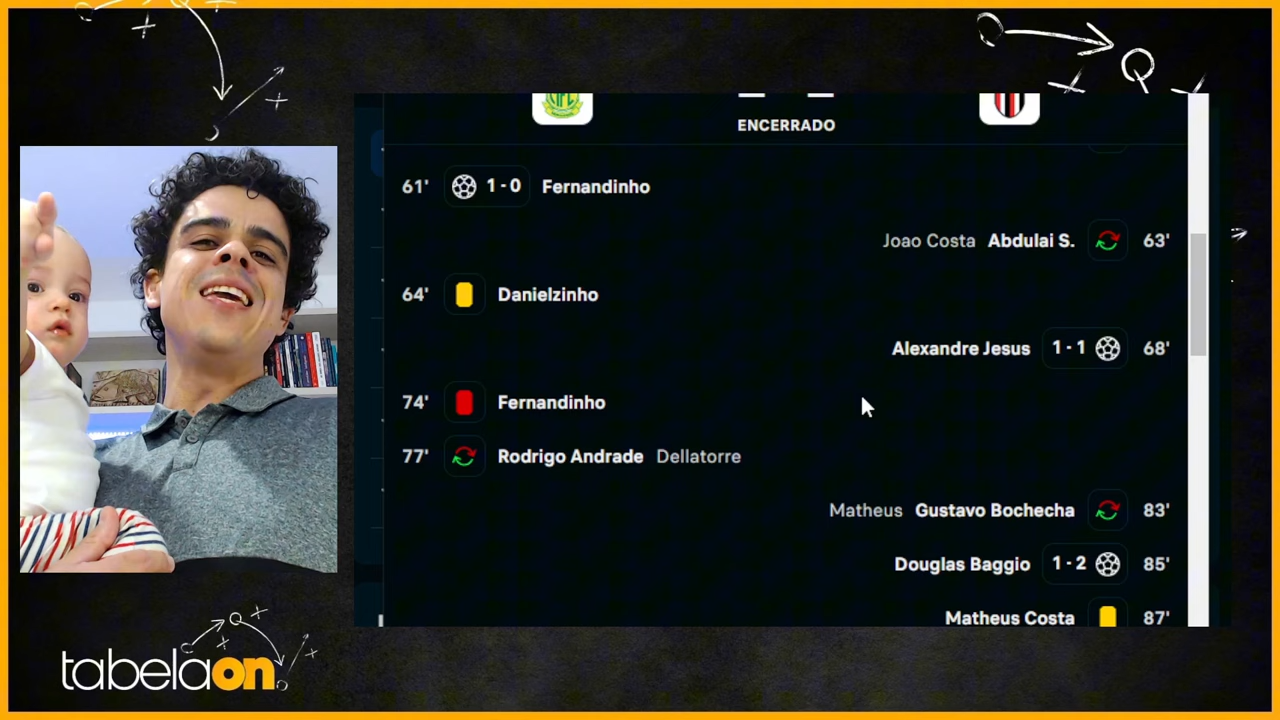 ENCERRADO
61' 1 - 0 Fernandinho
Joao Costa Abdulai S. 63'
64' Danielzinho
Alexandre Jesus 1 - 1 68'
74' Fernandinho
77' Rodrigo Andrade Dellatorre
Matheus Gustavo Bochecha 83'
Douglas Baggio 1 - 2 85'
Matheus Costa 87'
tabelaon